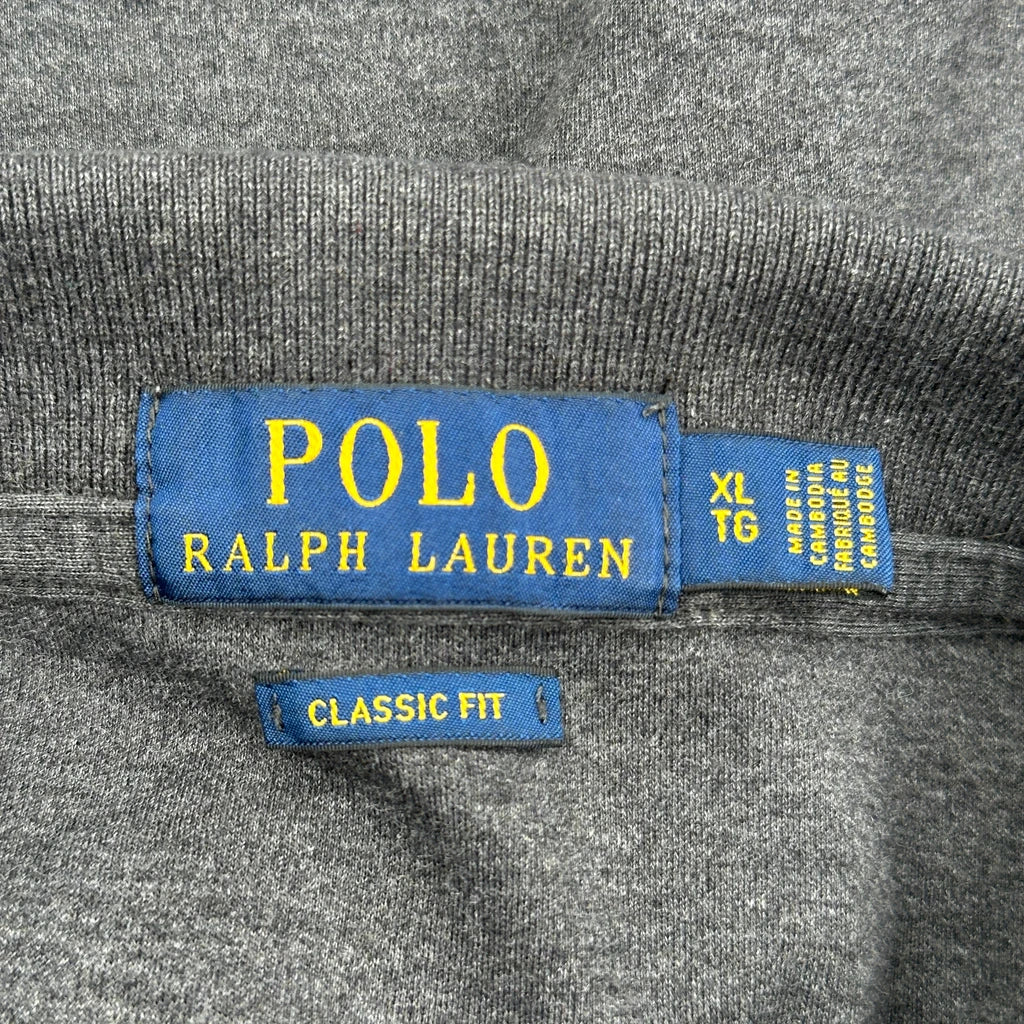 POLO
RALPH LAUREN
XL
TG
MADE IN
CAMBODIA
FABRIQUÉ AU
CAMBODGE
CLASSIC FIT